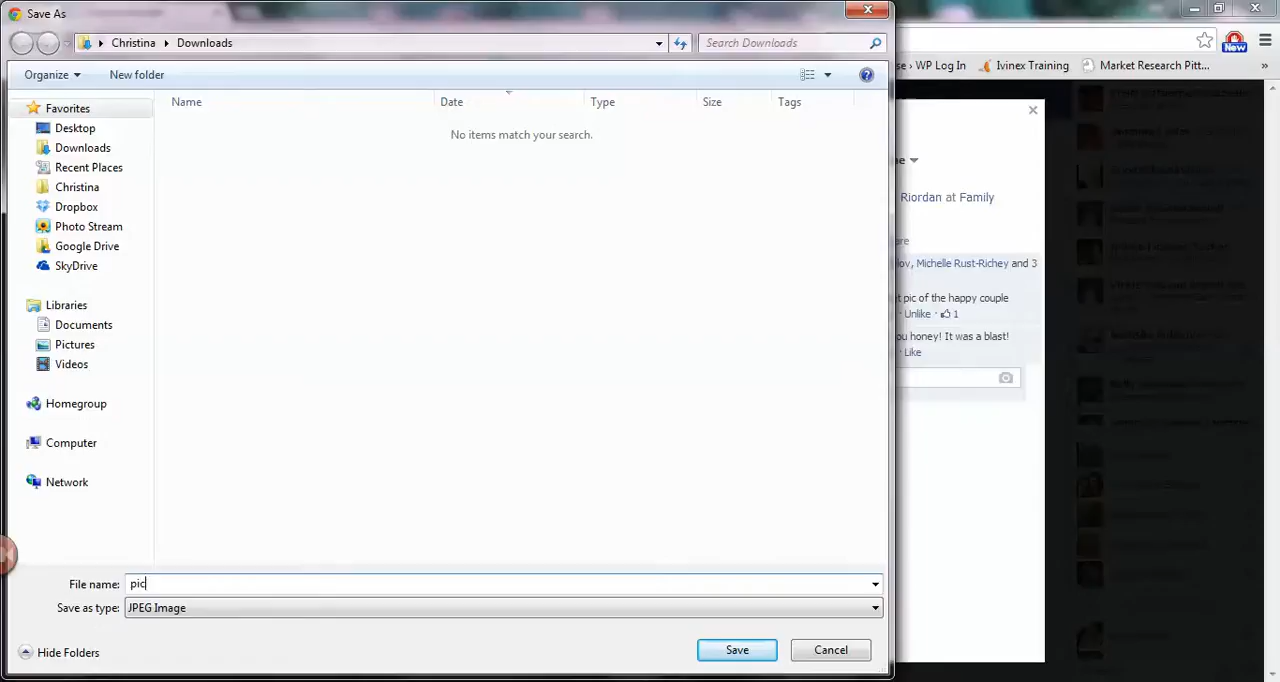 Save As
Christina Downloads
Search Downloads
Organize New folder
se › WP Log In Ivinex Training Market Research Pitt... »
New
Favorites
Desktop
Downloads
Recent Places
Christina
Dropbox
Photo Stream
Google Drive
SkyDrive
Libraries
Documents
Pictures
Videos
Homegroup
Computer
Network
Name Date Type Size Tags
No items match your search.
Riordan at Family
Michelle Rust-Richey and 3
pic of the happy couple
· Unlike · 1
ou honey! It was a blast!
· Like
File name: pic
Save as type: JPEG Image
Hide Folders
Save Cancel